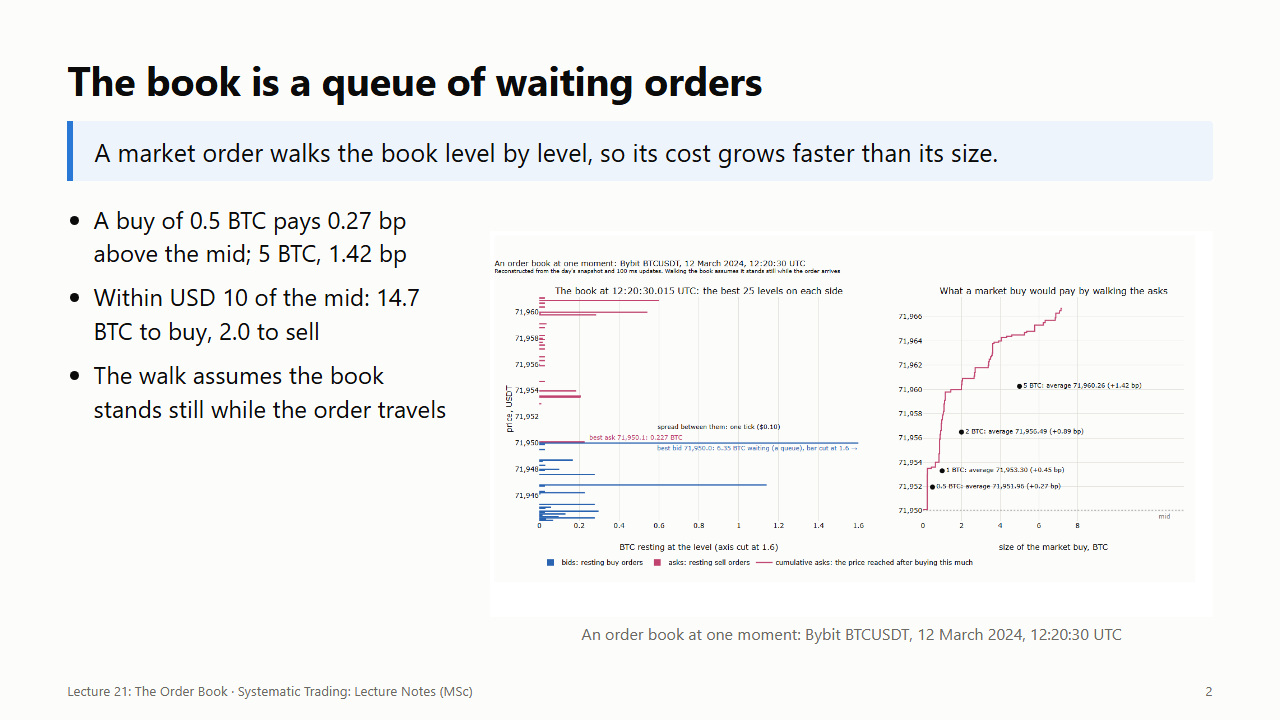 The book is a queue of waiting orders
A market order walks the book level by level, so its cost grows faster than its size.
• A buy of 0.5 BTC pays 0.27 bp
above the mid; 5 BTC, 1.42 bp
• Within USD 10 of the mid: 14.7
BTC to buy, 2.0 to sell
• The walk assumes the book
stands still while the order travels
An order book at one moment: Bybit BTCUSDT, 12 March 2024, 12:20:30 UTC
Reconstructed from the day's snapshot and 100 ms updates. Walking the book assumes it stands still while the order arrives
The book at 12:20:30.015 UTC: the best 25 levels on each side
price, USDT
71,960
71,958
71,956
71,954
71,952
71,950
71,948
71,946
spread between them: one tick ($0.10)
best ask 71,950.1: 0.227 BTC
best bid 71,950.0: 6.35 BTC waiting (a queue), bar cut at 1.6 →
0 0.2 0.4 0.6 0.8 1 1.2 1.4 1.6
BTC resting at the level (axis cut at 1.6)
What a market buy would pay by walking the asks
71,966
71,964
71,962
71,960
71,958
71,956
71,954
71,952
71,950
5 BTC: average 71,960.26 (+1.42 bp)
2 BTC: average 71,956.49 (+0.89 bp)
1 BTC: average 71,953.30 (+0.45 bp)
0.5 BTC: average 71,951.96 (+0.27 bp)
mid
0 2 4 6 8
size of the market buy, BTC
bids: resting buy orders asks: resting sell orders cumulative asks: the price reached after buying this much
An order book at one moment: Bybit BTCUSDT, 12 March 2024, 12:20:30 UTC
Lecture 21: The Order Book · Systematic Trading: Lecture Notes (MSc)
2